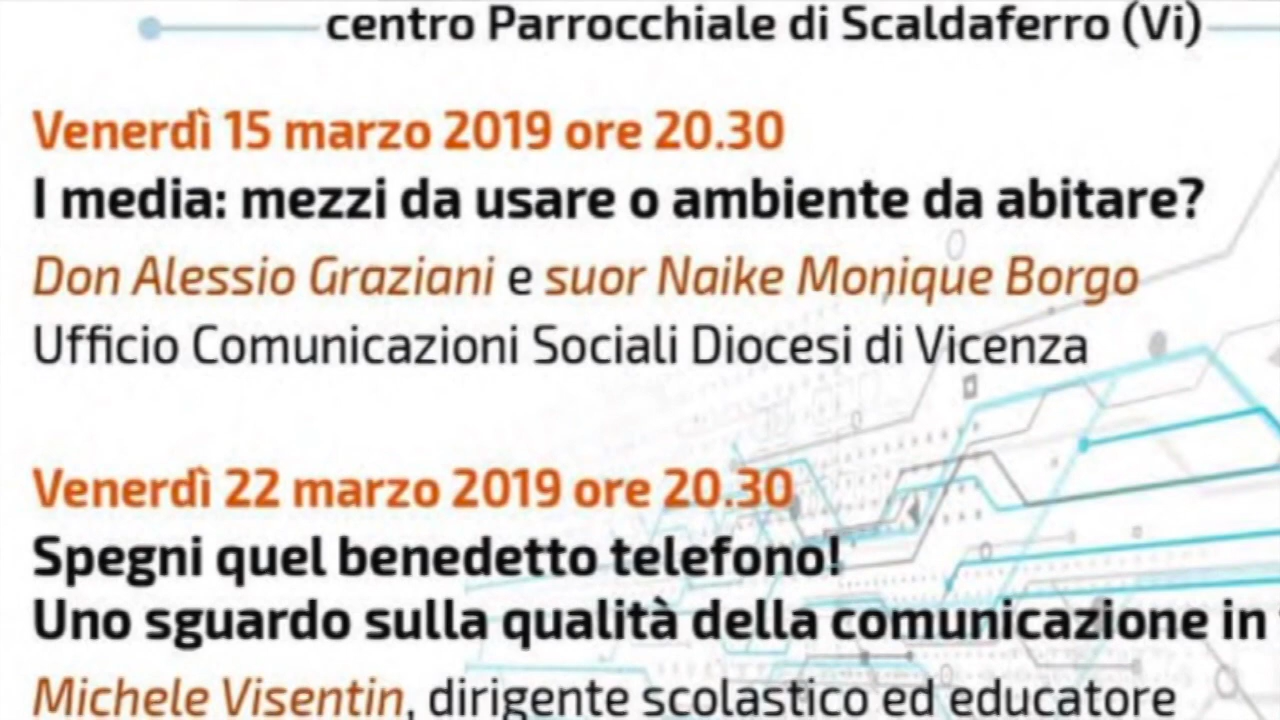 centro Parrocchiale di Scaldaferro (Vi)
Venerdì 15 marzo 2019 ore 20.30
I media: mezzi da usare o ambiente da abitare?
Don Alessio Graziani e suor Naike Monique Borgo
Ufficio Comunicazioni Sociali Diocesi di Vicenza
Venerdì 22 marzo 2019 ore 20.30
Spegni quel benedetto telefono!
Uno sguardo sulla qualità della comunicazione in
Michele Visentin, dirigente scolastico ed educatore